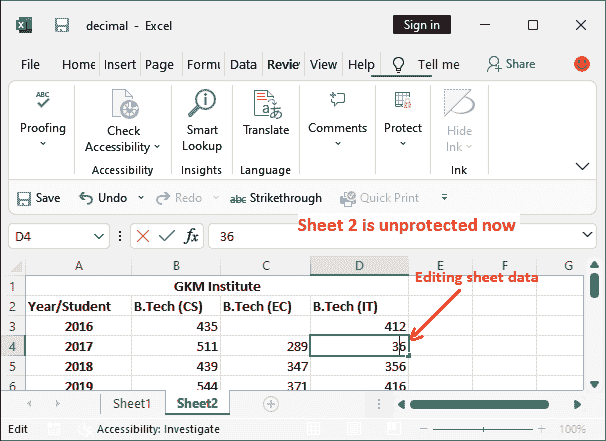 decimal - Excel
Sign in
File Home Insert Page Formu Data Review View Help Tell me Share
ABC
Proofing
Check Accessibility
Accessibility
Smart Lookup
Insights
Translate
Language
Comments
Protect
Hide Ink
Ink
Save Undo Redo abc Strikethrough Quick Print
Sheet 2 is unprotected now
D4 fx 36
A B C D E F G
Editing sheet data
1 GKM Institute
2 Year/Student B.Tech (CS) B.Tech (EC) B.Tech (IT)
3 2016 435 412
4 2017 511 289 36
5 2018 439 347 356
6 2019 544 371 416
Sheet1 Sheet2
Edit Accessibility: Investigate 100%